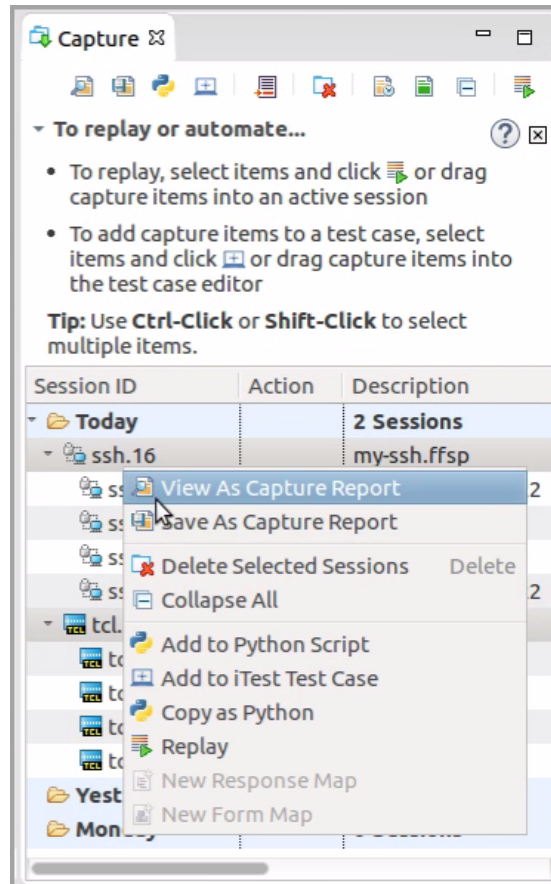 Capture
To replay or automate...
To replay, select items and click or drag
capture items into an active session
To add capture items to a test case, select
items and click or drag capture items into
the test case editor
Tip: Use Ctrl-Click or Shift-Click to select
multiple items.
Session ID Action Description
Today 2 Sessions
ssh.16 my-ssh.ffsp
View As Capture Report
Save As Capture Report
Delete Selected Sessions Delete
Collapse All
tcl.
Add to Python Script
Add to iTest Test Case
Copy as Python
Replay
New Response Map
New Form Map